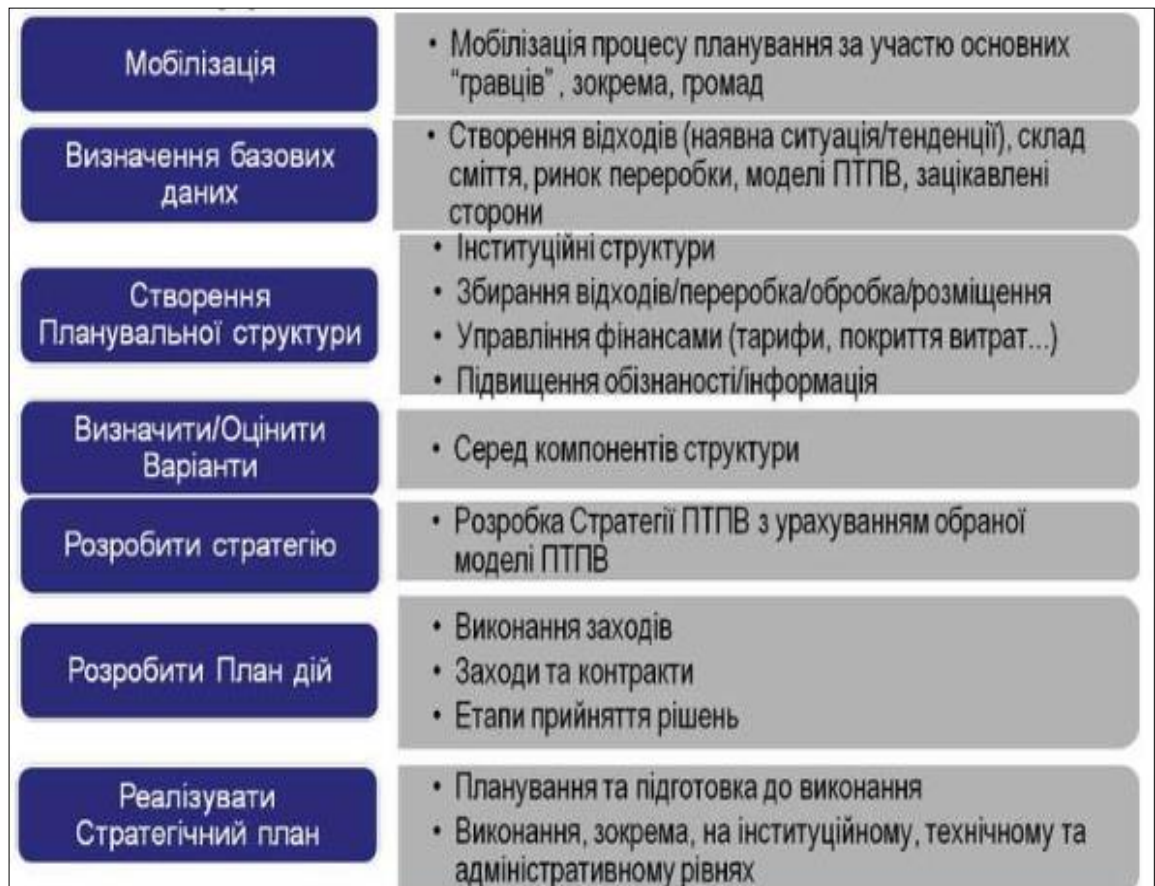 Мобілізація
• Мобілізація процесу планування за участю основних
“гравців” , зокрема, громад
Визначення базових
даних
• Створення відходів (наявна ситуація/тенденції), склад
сміття, ринок переробки, моделі ПТПВ, зацікавлені
сторони
Створення
Планувальної структури
• Інституційні структури
• Збирання відходів/переробка/обробка/розміщення
• Управління фінансами (тарифи, покриття витрат...)
• Підвищення обізнаності/інформація
Визначити/Оцінити
Варіанти
• Серед компонентів структури
Розробити стратегію
• Розробка Стратегії ПТПВ з урахуванням обраної
моделі ПТПВ
Розробити План дій
• Виконання заходів
• Заходи та контракти
• Етапи прийняття рішень
Реалізувати
Стратегічний план
• Планування та підготовка до виконання
• Виконання, зокрема, на інституційному, технічному та
адміністративному рівнях